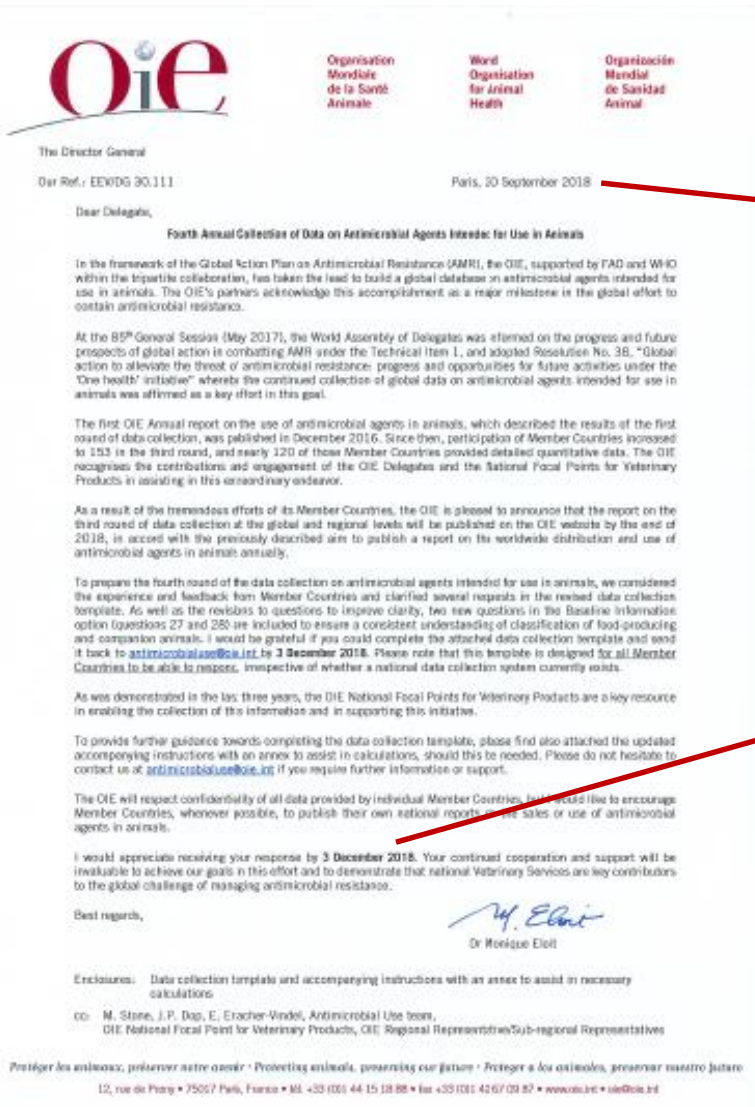 Oie
Organisation
Mondiale
de la Santé
Animale
World
Organisation
for Animal
Health
Organización
Mundial
de Sanidad
Animal
The Director General
Our Ref.: EEV/DG 30.111
Paris, 10 September 2018
Dear Delegate,
Fourth Annual Collection of Data on Antimicrobial Agents Intended for Use in Animals
In the framework of the Global Action Plan on Antimicrobial Resistance (AMR), the OIE, supported by FAO and WHO
within the tripartite collaboration, has taken the lead to build a global database on antimicrobial agents intended for
use in animals. The OIE's partners acknowledge this accomplishment as a major milestone in the global effort to
contain antimicrobial resistance.
At the 85th General Session (May 2017), the World Assembly of Delegates was informed on the progress and future
prospects of global action in combatting AMR under the Technical Item 1, and adopted Resolution No. 38, "Global
action to alleviate the threat of antimicrobial resistance: progress and opportunities for future activities under the
'One health' initiative" whereby the continued collection of global data on antimicrobial agents intended for use in
animals was affirmed as a key effort in this goal.
The first OIE Annual report on the use of antimicrobial agents in animals, which described the results of the first
round of data collection, was published in December 2016. Since then, participation of Member Countries increased
to 153 in the third round, and nearly 120 of those Member Countries provided detailed quantitative data. The OIE
recognises the contributions and engagement of the OIE Delegates and the National Focal Points for Veterinary
Products in assisting in this extraordinary endeavor.
As a result of the tremendous efforts of its Member Countries, the OIE is pleased to announce that the report on the
third round of data collection at the global and regional levels will be published on the OIE website by the end of
2018, in accord with the previously described aim to publish a report on the worldwide distribution and use of
antimicrobial agents in animals annually.
To prepare the fourth round of the data collection on antimicrobial agents intended for use in animals, we considered
the experience and feedback from Member Countries and clarified several requests in the revised data collection
template. As well as the revisions to questions to improve clarity, two new questions in the Baseline Information
option (questions 27 and 28) are included to ensure a consistent understanding of classification of food-producing
and companion animals. I would be grateful if you could complete the attached data collection template and send
it back to antimicrobialuse@oie.int by 3 December 2018. Please note that this template is designed for all Member
Countries to be able to respond, irrespective of whether a national data collection system currently exists.
As was demonstrated in the last three years, the OIE National Focal Points for Veterinary Products are a key resource
in enabling the collection of this information and in supporting this initiative.
To provide further guidance towards completing the data collection template, please find also attached the updated
accompanying instructions with an annex to assist in calculations, should this be needed. Please do not hesitate to
contact us at antimicrobialuse@oie.int if you require further information or support.
The OIE will respect confidentiality of all data provided by individual Member Countries, but would like to encourage
Member Countries, whenever possible, to publish their own national reports on the sales or use of antimicrobial
agents in animals.
I would appreciate receiving your response by 3 December 2018. Your continued cooperation and support will be
invaluable to achieve our goals in this effort and to demonstrate that national Veterinary Services are key contributors
to the global challenge of managing antimicrobial resistance.
Best regards,
M. Eloit
Dr Monique Eloit
Enclosures: Data collection template and accompanying instructions with an annex to assist in necessary
calculations
cc: M. Stone, J.P. Dop, E. Eracher-Vindel, Antimicrobial Use team,
OIE National Focal Point for Veterinary Products, OIE Regional Representative/Sub-regional Representatives
Protéger les animaux, préserver notre avenir • Protecting animals, preserving our future • Proteger a los animales, preservar nuestro futuro
12, rue de Prony • 75017 Paris, France • tél. +33 (0)1 44 15 18 88 • fax +33 (0)1 42 67 09 87 • www.oie.int • oie@oie.int